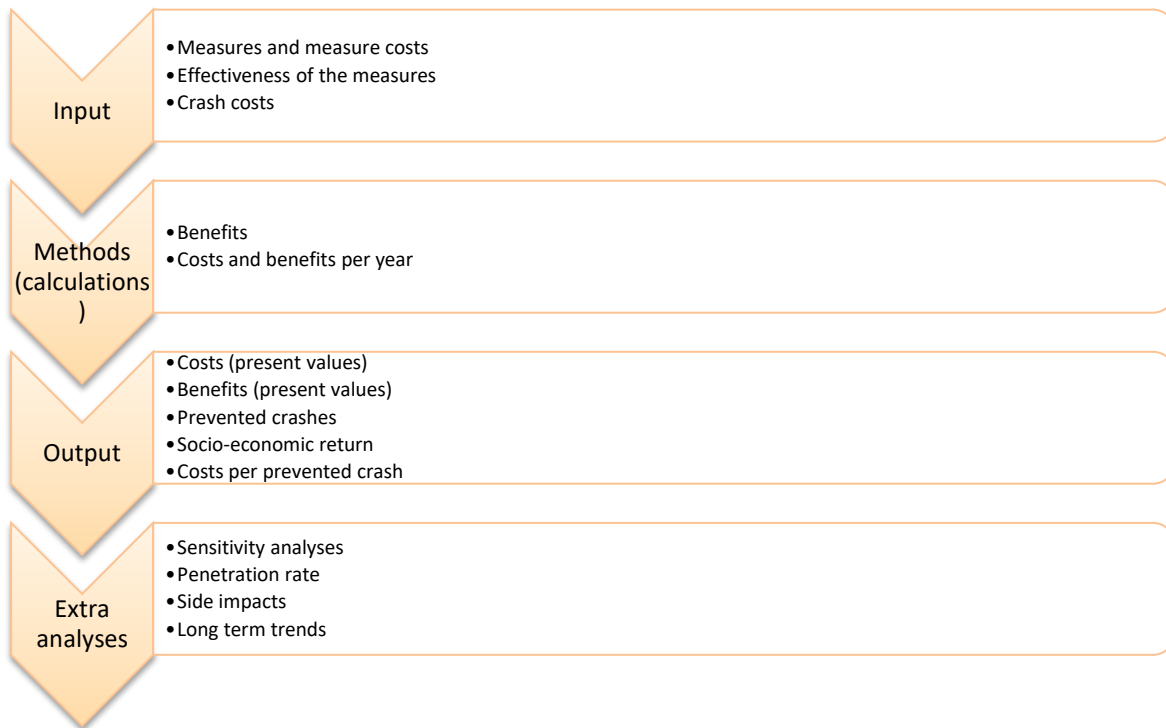 Input
•Measures and measure costs
•Effectiveness of the measures
•Crash costs
Methods
(calculations
)
•Benefits
•Costs and benefits per year
Output
•Costs (present values)
•Benefits (present values)
•Prevented crashes
•Socio-economic return
•Costs per prevented crash
Extra
analyses
•Sensitivity analyses
•Penetration rate
•Side impacts
•Long term trends